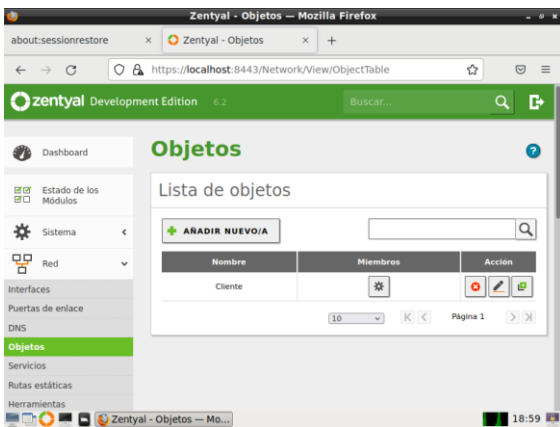 Zentyal - Objetos — Mozilla Firefox
about:sessionrestore
Zentyal - Objetos
https://localhost:8443/Network/View/ObjectTable
zentyal Development Edition 6.2
Buscar...
Dashboard
Estado de los
Módulos
Sistema
Red
Interfaces
Puertas de enlace
DNS
Objetos
Servicios
Rutas estáticas
Herramientas
Objetos
?
Lista de objetos
AÑADIR NUEVO/A
Nombre Miembros Acción
Cliente
10
Página 1
Zentyal - Objetos — Mo...
18:59